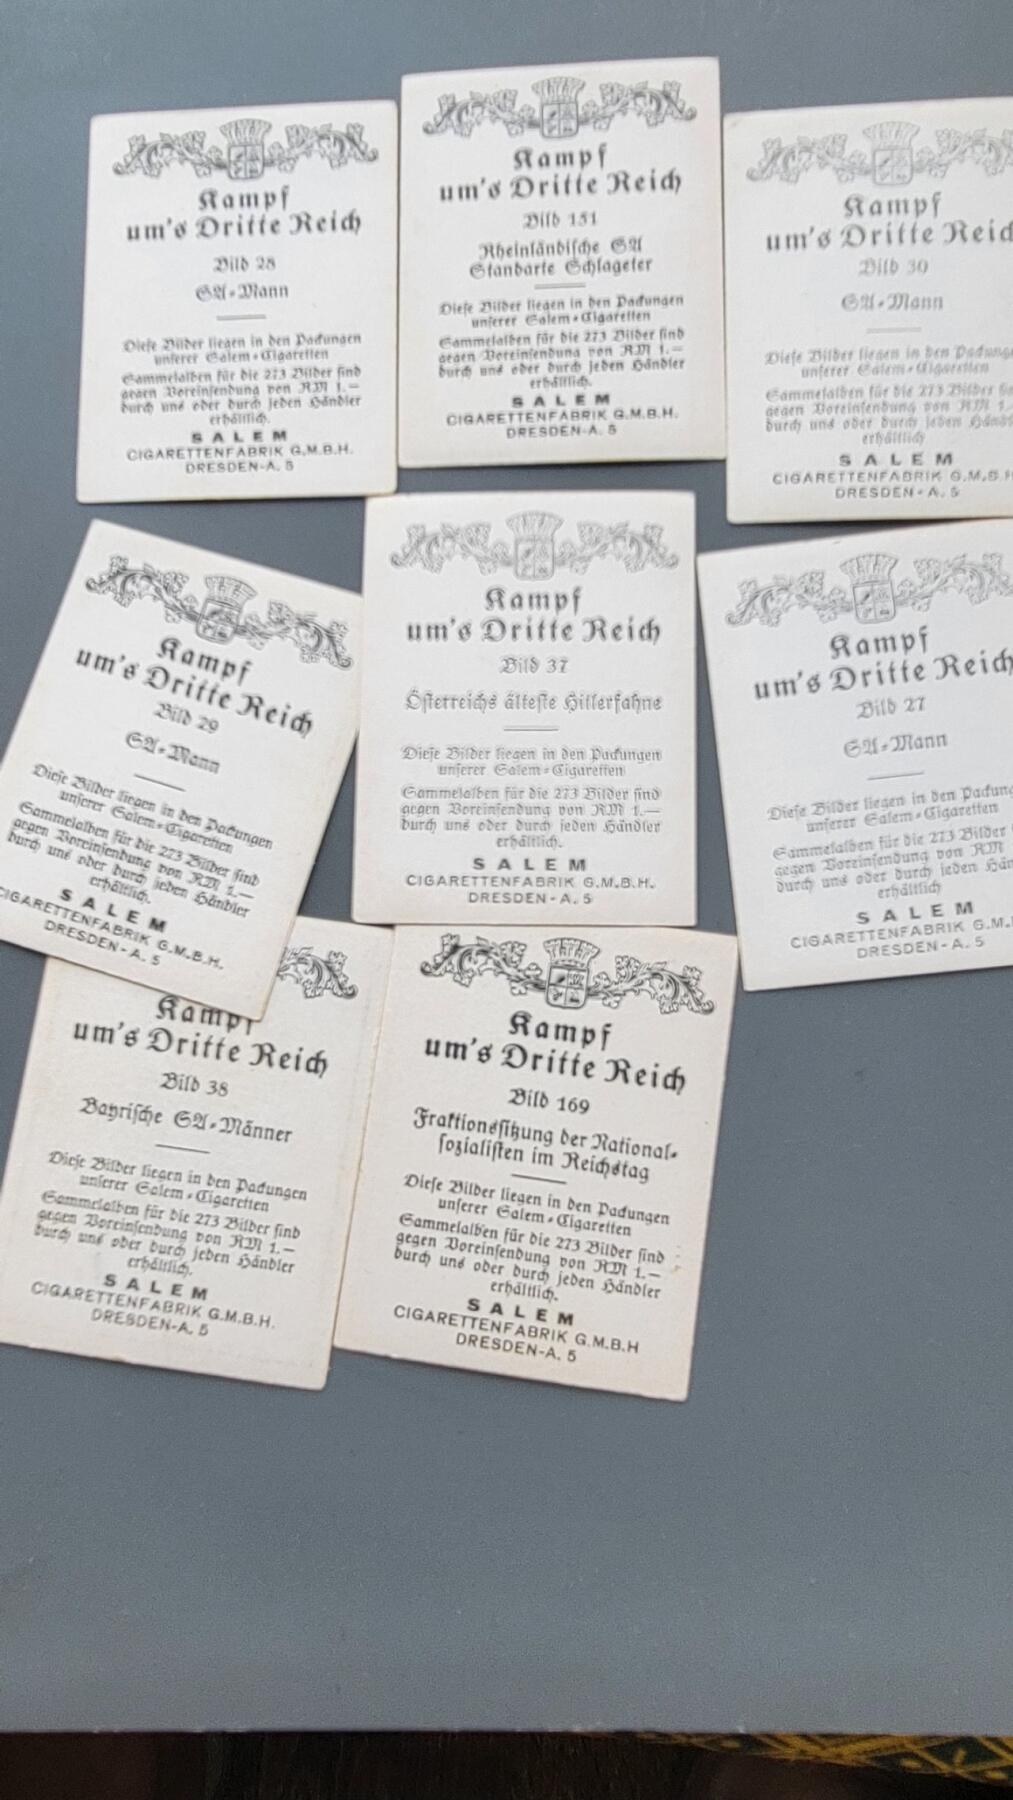 Kampf
um's Dritte Reich
Bild 28
SA-Mann
Diese Bilder liegen in den Packungen
unserer Salem-Cigaretten
Sammelalben für die 273 Bilder sind
gegen Voreinsendung von RM 1.—
durch uns oder durch jeden Händler
erhältlich.
SALEM
CIGARETTENFABRIK G.M.B.H.
DRESDEN-A. 5
Kampf
um's Dritte Reich
Bild 151
Rheinländische SA
Standarte Schlageter
Diese Bilder liegen in den Packungen
unserer Salem-Cigaretten
Sammelalben für die 273 Bilder sind
gegen Voreinsendung von RM 1.—
durch uns oder durch jeden Händler
erhältlich.
SALEM
CIGARETTENFABRIK G.M.B.H.
DRESDEN-A. 5
Kampf
um's Dritte Reich
Bild 30
SA-Mann
Diese Bilder liegen in den Packung
unserer Salem-Cigaretten
Sammelalben für die 273 Bilder si
gegen Voreinsendung von RM 1.
durch uns oder durch jeden Händ
erhältlich
SALEM
CIGARETTENFABRIK G.M.B.H
DRESDEN-A. 5
Kampf
um's Dritte Reich
Bild 29
SA-Mann
Diese Bilder liegen in den Packungen
unserer Salem-Cigaretten
Sammelalben für die 273 Bilder sind
gegen Voreinsendung von RM 1.—
durch uns oder durch jeden Händler
erhältlich.
SALEM
CIGARETTENFABRIK G.M.B.H.
DRESDEN-A. 5
Kampf
um's Dritte Reich
Bild 37
Österreichs älteste Hitlerfahne
Diese Bilder liegen in den Packungen
unserer Salem-Cigaretten
Sammelalben für die 273 Bilder sind
gegen Voreinsendung von RM 1.—
durch uns oder durch jeden Händler
erhältlich.
SALEM
CIGARETTENFABRIK G.M.B.H.
DRESDEN-A. 5
Kampf
um's Dritte Reich
Bild 27
SA-Mann
Diese Bilder liegen in den Packung
unserer Salem-Cigaretten
Sammelalben für die 273 Bilder
gegen Voreinsendung von RM
durch uns oder durch jeden Hän
erhältlich
SALEM
CIGARETTENFABRIK G.M.
DRESDEN-A. 5
Kampf
um's Dritte Reich
Bild 38
Bayrische SA-Männer
Diese Bilder liegen in den Packungen
unserer Salem-Cigaretten
Sammelalben für die 273 Bilder sind
gegen Voreinsendung von RM 1.—
durch uns oder durch jeden Händler
erhältlich.
SALEM
CIGARETTENFABRIK G.M.B.H.
DRESDEN-A. 5
Kampf
um's Dritte Reich
Bild 169
Fraktionssitzung der National-
sozialisten im Reichstag
Diese Bilder liegen in den Packungen
unserer Salem-Cigaretten
Sammelalben für die 273 Bilder sind
gegen Voreinsendung von RM 1.—
durch uns oder durch jeden Händler
erhältlich.
SALEM
CIGARETTENFABRIK G.M.B.H
DRESDEN-A. 5